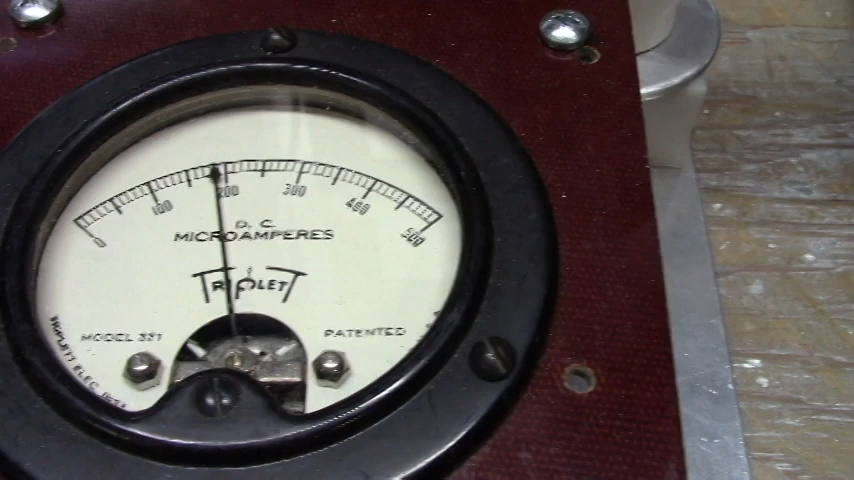 0 100 200 300 400 500
D. C.
MICROAMPERES
TRIPLETT
MODEL 321 PATENTED